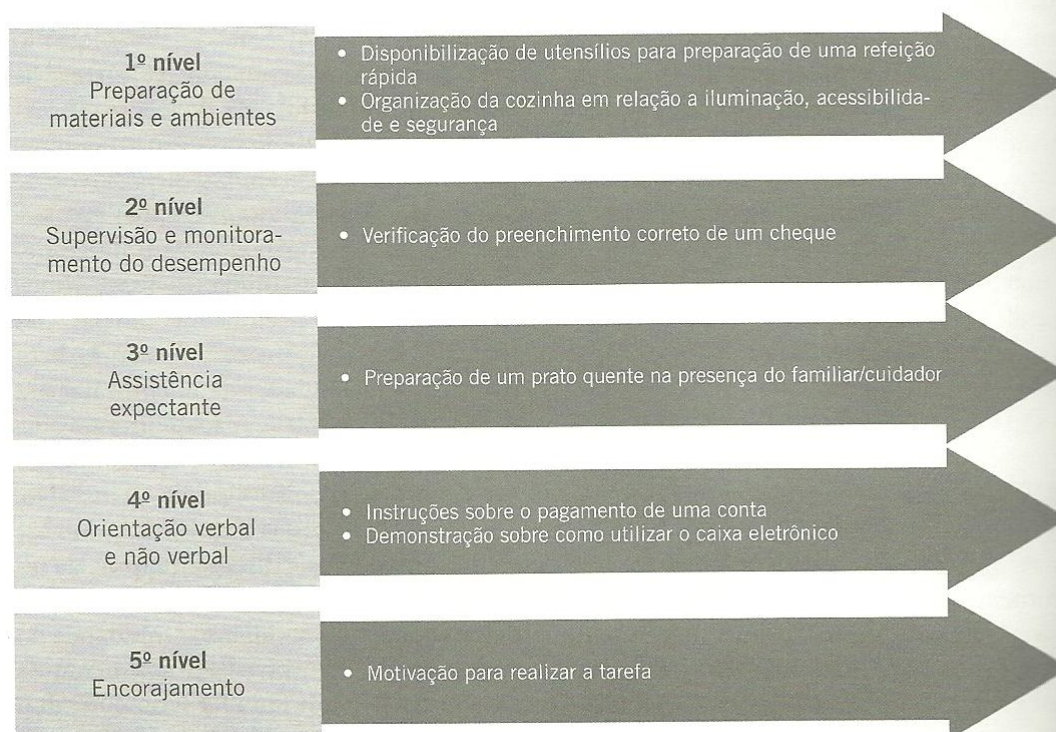 1º nível
Preparação de
materiais e ambientes
• Disponibilização de utensílios para preparação de uma refeição
rápida
• Organização da cozinha em relação a iluminação, acessibilida-
de e segurança
2º nível
Supervisão e monitora-
mento do desempenho
• Verificação do preenchimento correto de um cheque
3º nível
Assistência
expectante
• Preparação de um prato quente na presença do familiar/cuidador
4º nível
Orientação verbal
e não verbal
• Instruções sobre o pagamento de uma conta
• Demonstração sobre como utilizar o caixa eletrônico
5º nível
Encorajamento
• Motivação para realizar a tarefa